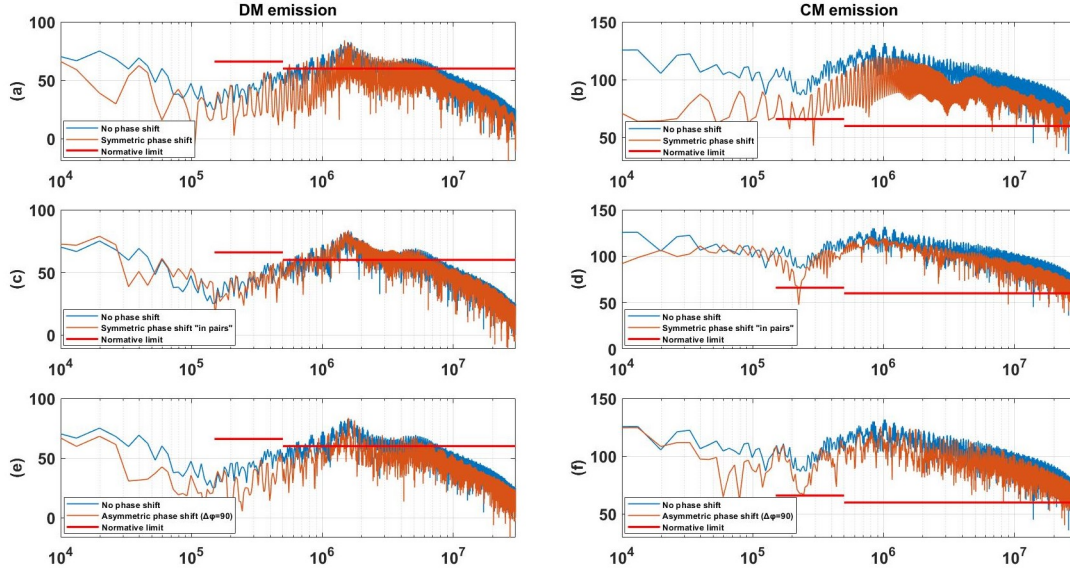 DM emission
CM emission
100
50
0
(a)
No phase shift
Symmetric phase shift
Normative limit
10^4
10^5
10^6
10^7
150
100
50
(b)
No phase shift
Symmetric phase shift
Normative limit
10^4
10^5
10^6
10^7
100
50
0
(c)
No phase shift
Symmetric phase shift "in pairs"
Normative limit
10^4
10^5
10^6
10^7
150
100
50
0
(d)
No phase shift
Symmetric phase shift "in pairs"
Normative limit
10^4
10^5
10^6
10^7
100
50
0
(e)
No phase shift
Asymmetric phase shift (Δφ=90)
Normative limit
10^4
10^5
10^6
10^7
150
100
50
(f)
No phase shift
Asymmetric phase shift (Δφ=90)
Normative limit
10^4
10^5
10^6
10^7